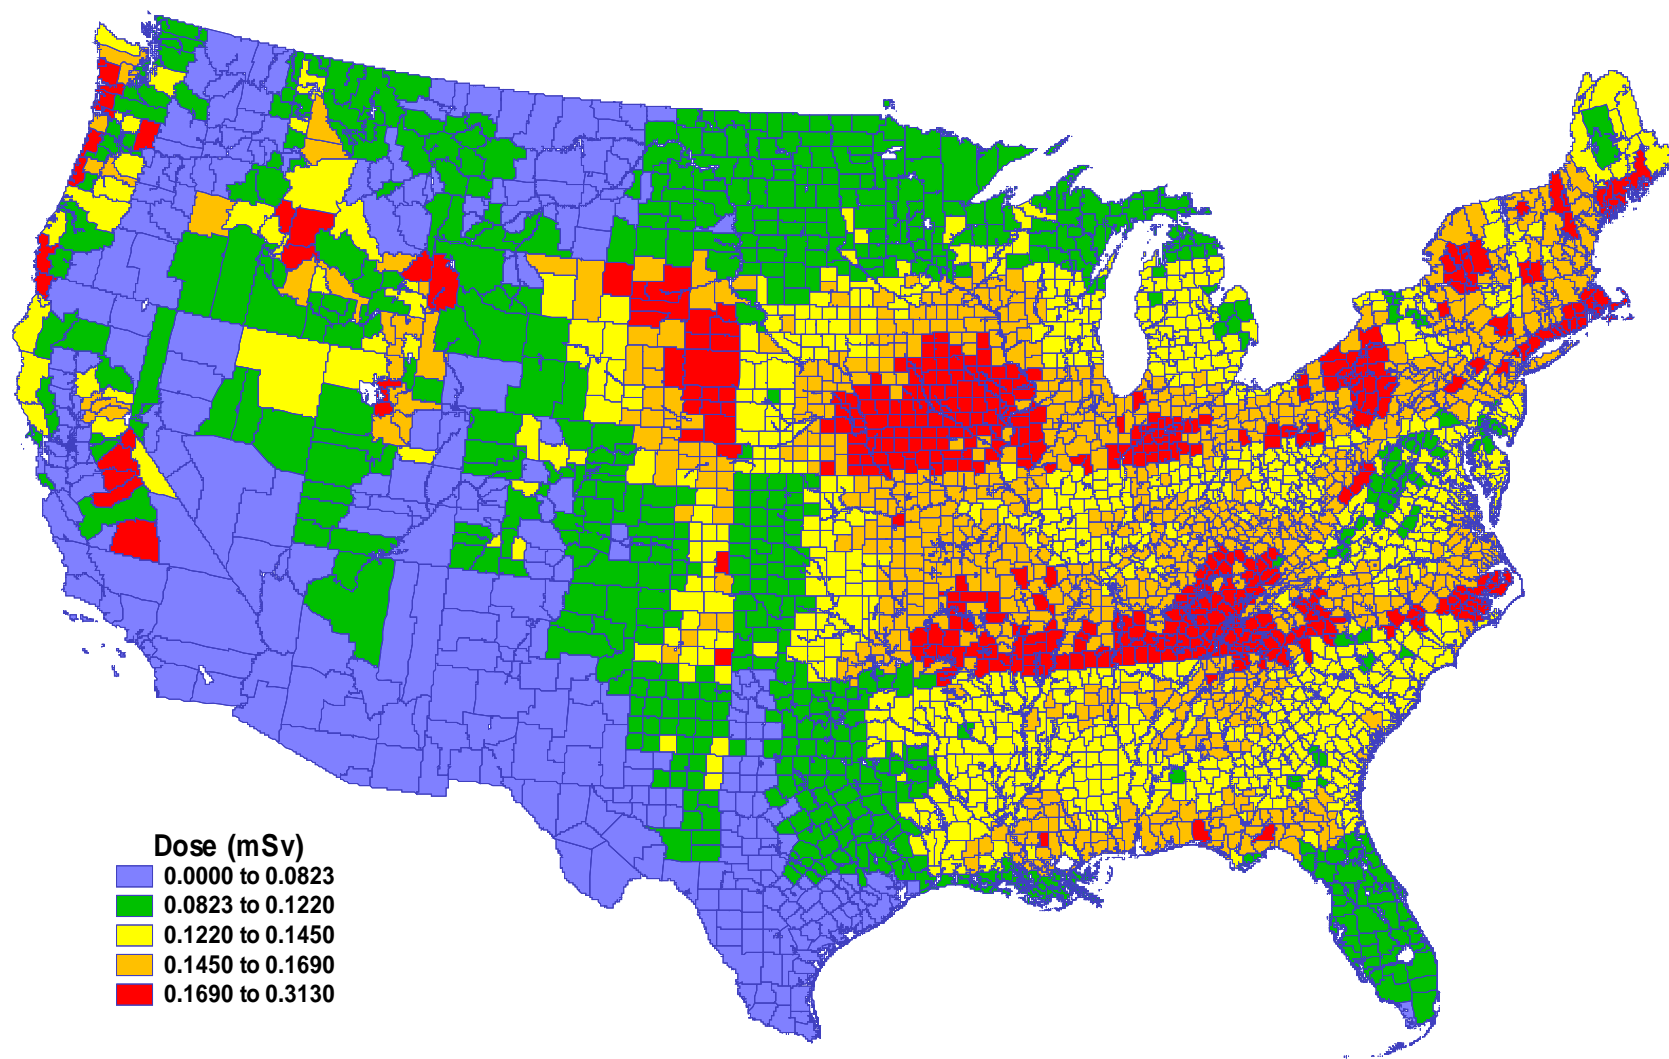 Dose (mSv)
0.0000 to 0.0823
0.0823 to 0.1220
0.1220 to 0.1450
0.1450 to 0.1690
0.1690 to 0.3130